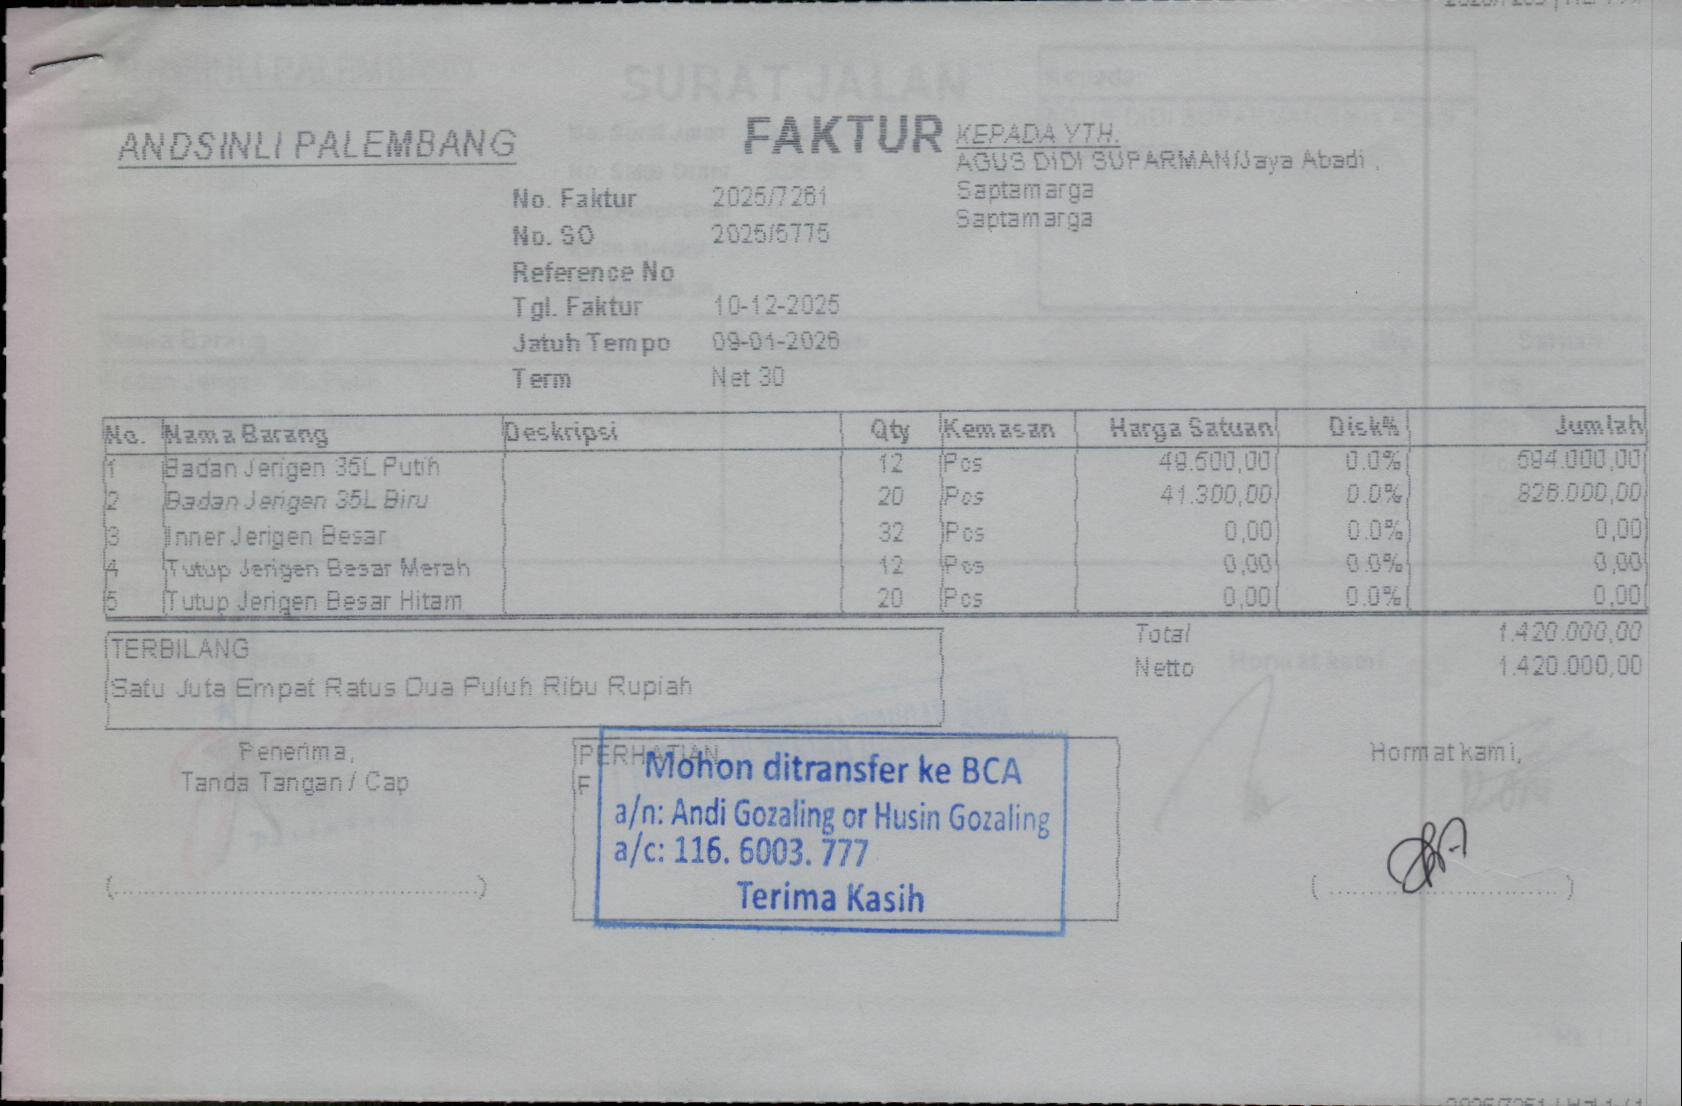 ANDSINLI PALEMBANG
FAKTUR
KEPADA YTH.
AGUS DIDI SUPARMAN/Jaya Abadi ,
Saptamarga
Saptamarga
No. Faktur 2025/7261
No. SO 2025/5775
Reference No
Tgl. Faktur 10-12-2025
Jatuh Tempo 09-01-2026
Term Net 30
No. Nama Barang Deskripsi Qty Kemasan Harga Satuan Disk% Jumlah
1 Badan Jerigen 35L Putih 12 Pcs 49.500,00 0.0% 594.000,00
2 Badan Jerigen 35L Biru 20 Pcs 41.300,00 0.0% 826.000,00
3 Inner Jerigen Besar 32 Pcs 0,00 0.0% 0,00
4 Tutup Jerigen Besar Merah 12 Pcs 0,00 0.0% 0,00
5 Tutup Jerigen Besar Hitam 20 Pcs 0,00 0.0% 0,00
Total 1.420.000,00
Netto 1.420.000,00
TERBILANG
Satu Juta Empat Ratus Dua Puluh Ribu Rupiah
Penerima,
Tanda Tangan / Cap
(................................................)
PERHATIAN
F
Mohon ditransfer ke BCA
a/n: Andi Gozaling or Husin Gozaling
a/c: 116. 6003. 777
Terima Kasih
Hormat kami,
(................................)
SURAT JALAN